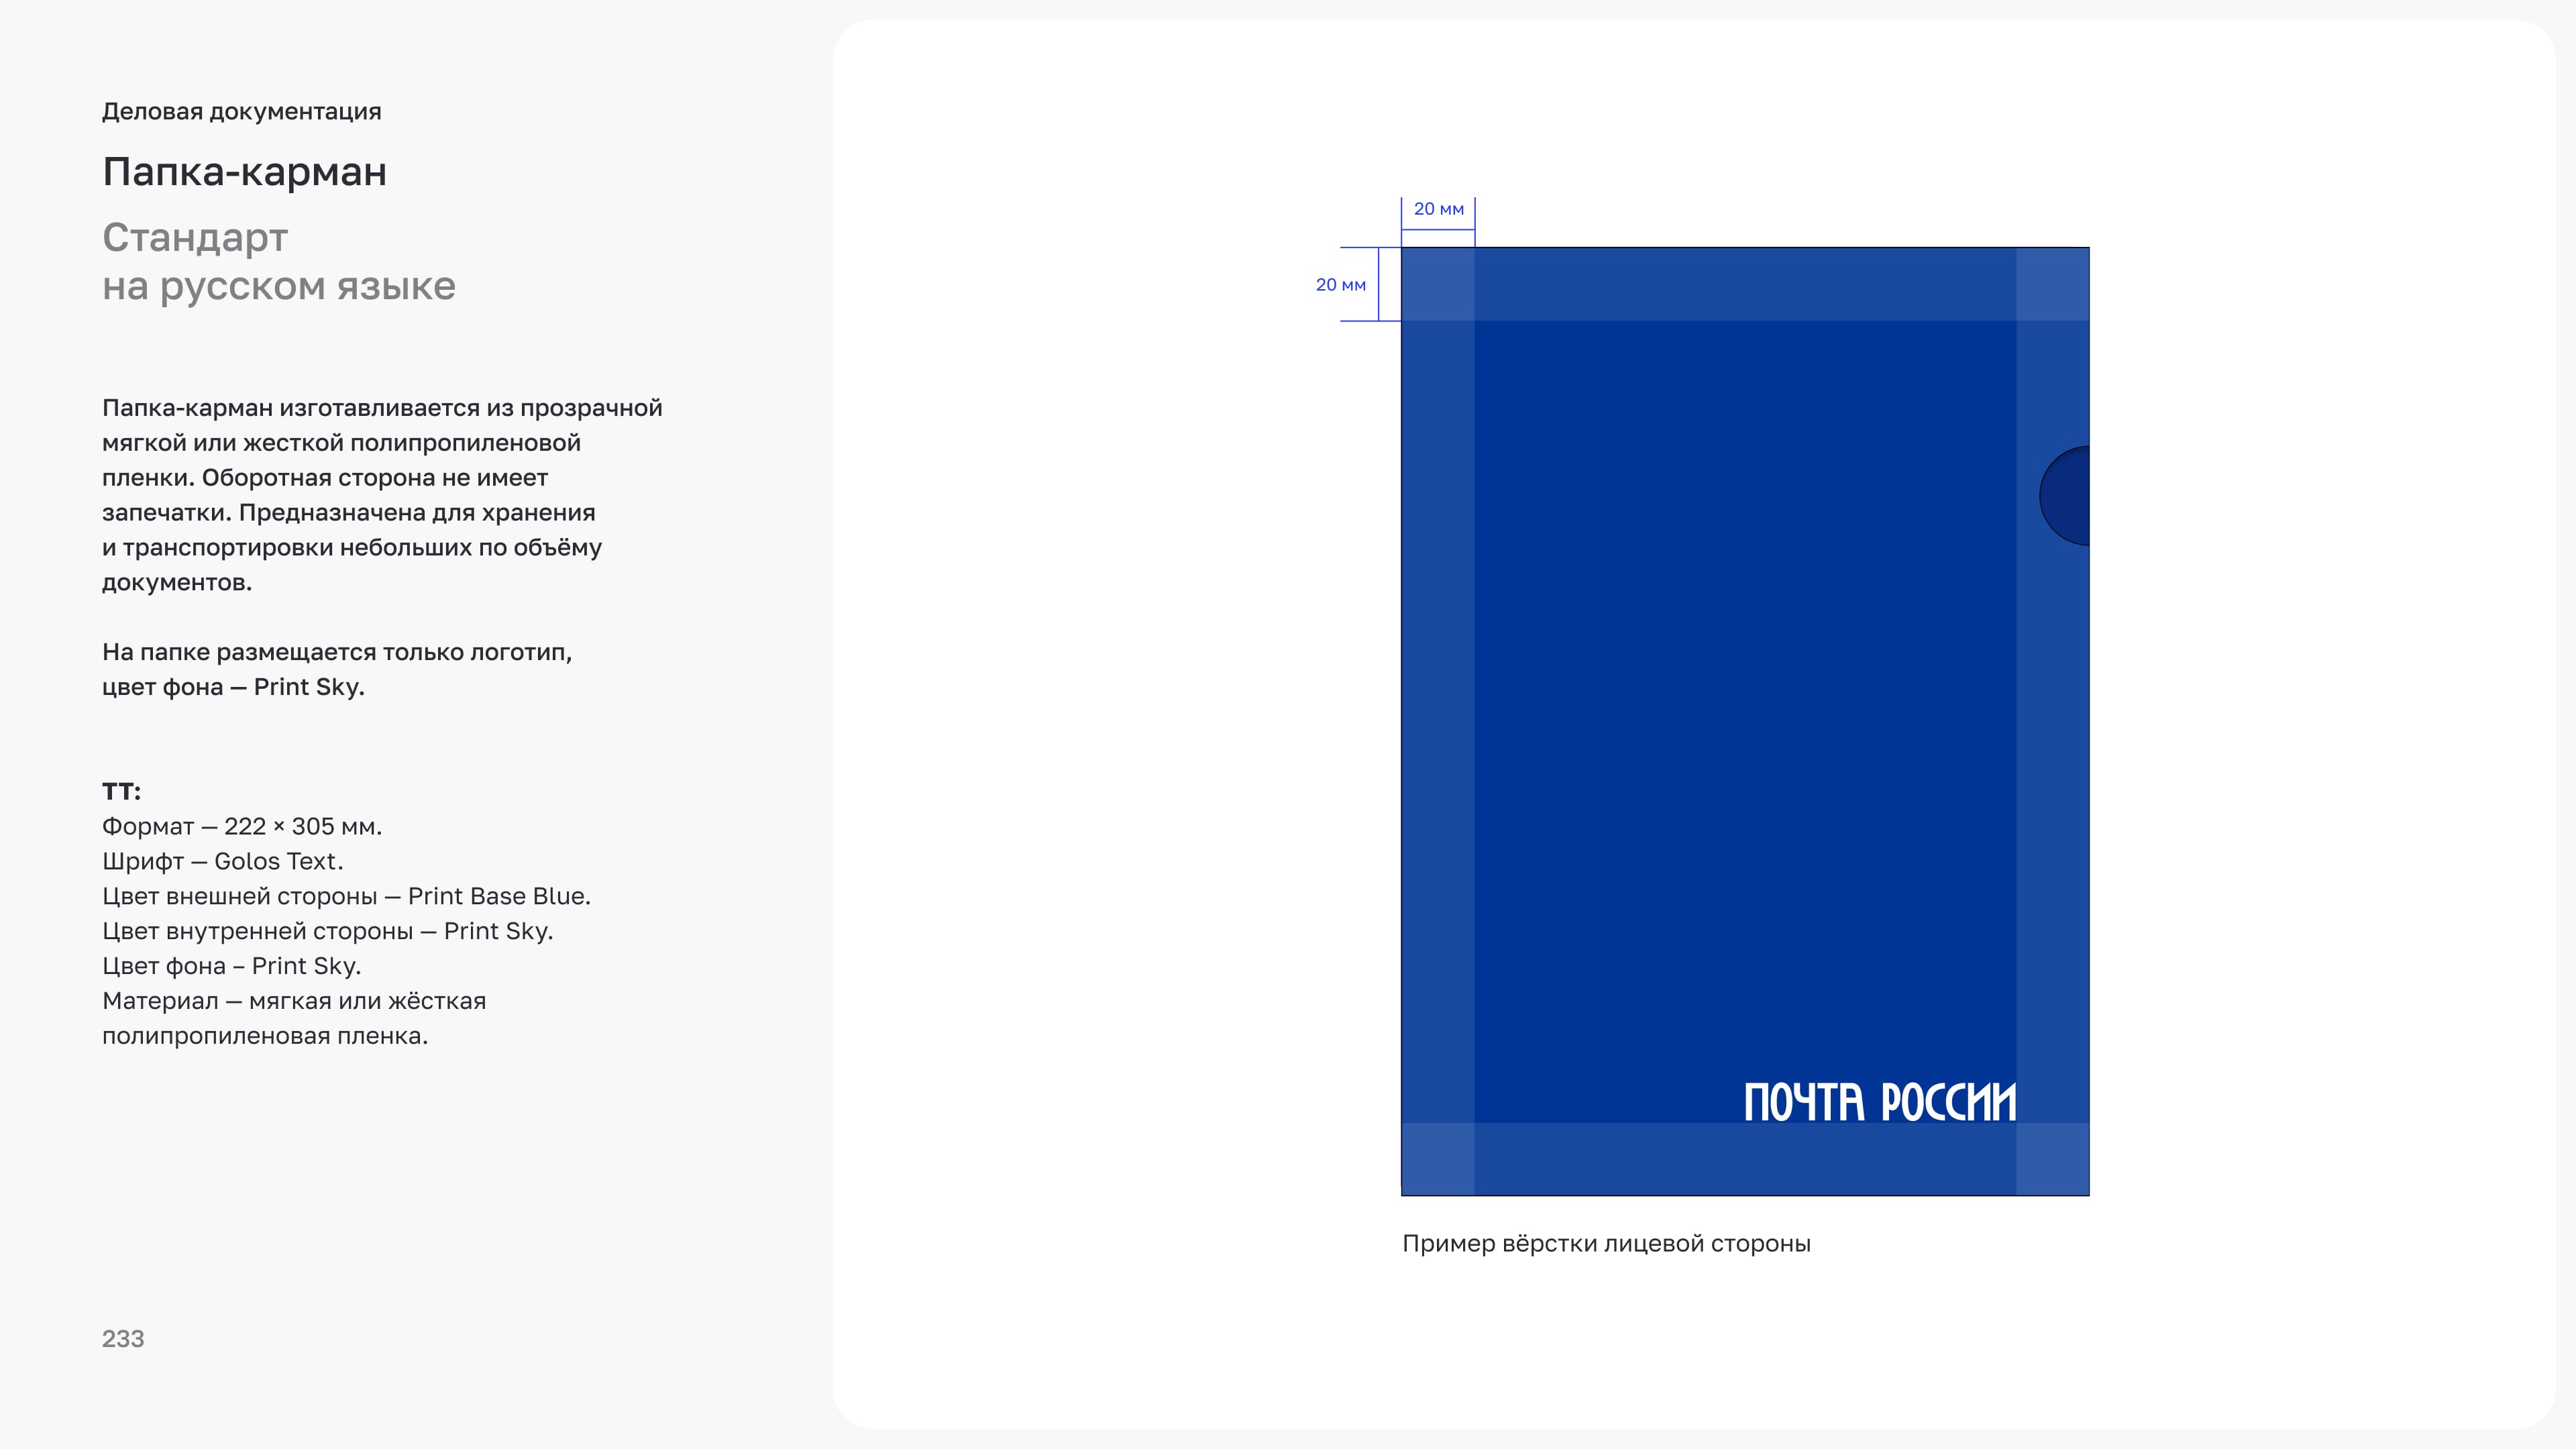 Деловая документация
Папка-карман
Стандарт
на русском языке
Папка-карман изготавливается из прозрачной
мягкой или жесткой полипропиленовой
пленки. Оборотная сторона не имеет
запечатки. Предназначена для хранения
и транспортировки небольших по объёму
документов.
На папке размещается только логотип,
цвет фона — Print Sky.
ТТ:
Формат — 222 × 305 мм.
Шрифт — Golos Text.
Цвет внешней стороны — Print Base Blue.
Цвет внутренней стороны — Print Sky.
Цвет фона – Print Sky.
Материал — мягкая или жёсткая
полипропиленовая пленка.
233
20 мм
20 мм
ПОЧТА РОССИИ
Пример вёрстки лицевой стороны